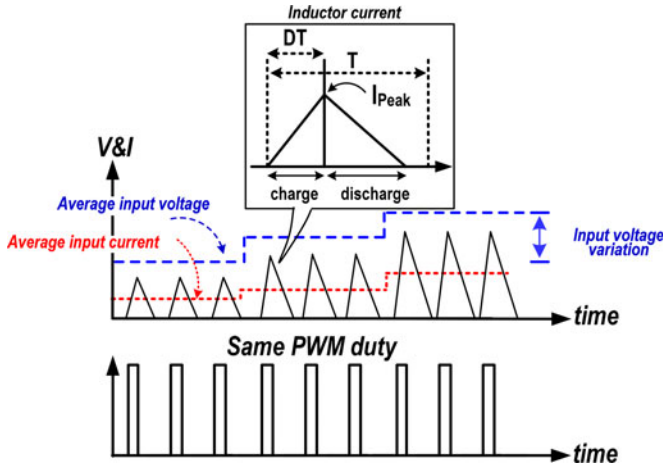 Inductor current
DT
T
I Peak
V&I
charge discharge
Average input voltage
Average input current
Input voltage
variation
time
Same PWM duty
time